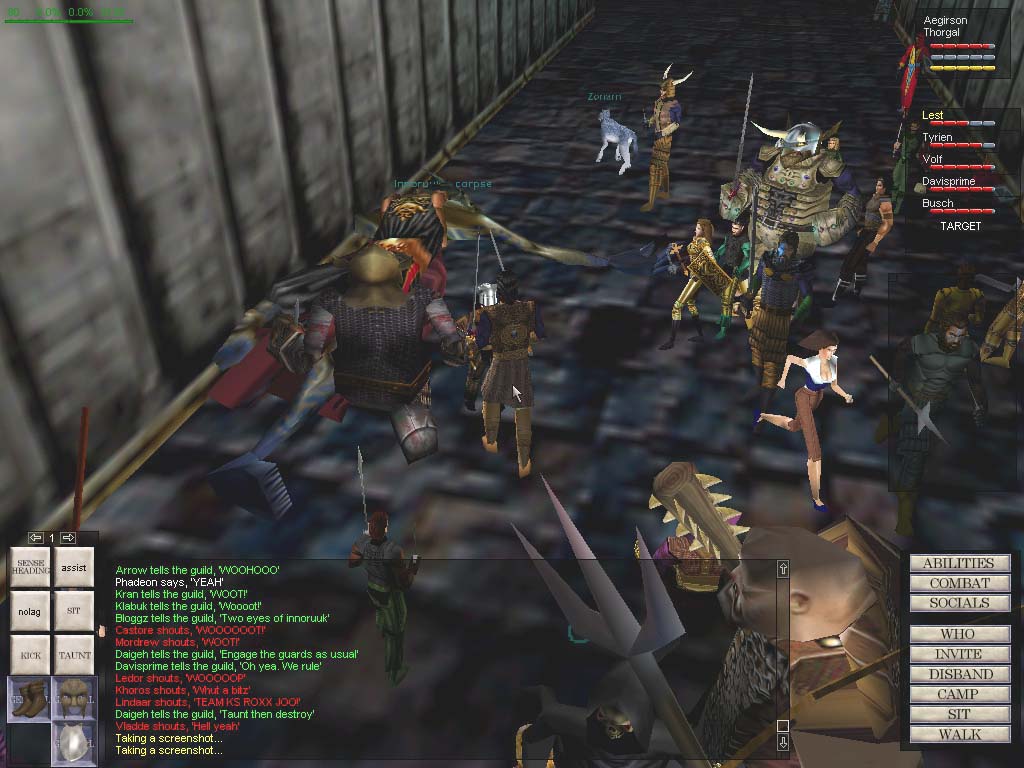 0.0%
Aegirson
Thorgal
Zonarn
Lest
Tyrien
Volf
Davisprime
Busch
TARGET
corpse
1
SENSE HEADING
assist
nolag
SIT
KICK
TAUNT
Arrow tells the guild, 'WOOHOOO'
Phadeon says, 'YEAH'
Kran tells the guild, 'WOOT!'
Klabuk tells the guild, 'Woooot!'
Bloggz tells the guild, 'Two eyes of innoruuk'
Castore shouts, 'WOOOOOOT!'
Mordrew shouts, 'WOOT!'
Daigeh tells the guild, 'Engage the guards as usual'
Davisprime tells the guild, 'Oh yea. We rule'
Ledor shouts, 'WOOOOOP'
Khoros shouts, 'Whut a bitz'
Lindaar shouts, 'TEAM KS ROXX JOO!'
Daigeh tells the guild, 'Taunt then destroy'
Vladde shouts, 'Hell yeah'
Taking a screenshot...
Taking a screenshot...
ABILITIES
COMBAT
SOCIALS
WHO
INVITE
DISBAND
CAMP
SIT
WALK